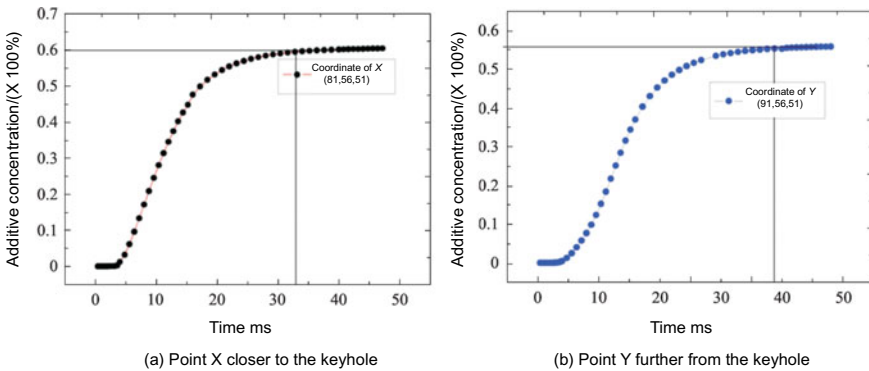 Additive concentration/(X 100%)
0.6
0.5
0.4
0.3
0.2
0.1
0
Coordinate of X
(81,56,51)
0 10 20 30 40 50
Time ms
(a) Point X closer to the keyhole
Additive concentration/(X 100%)
0.6
0.5
0.4
0.3
0.2
0.1
0
Coordinate of Y
(91,56,51)
0 10 20 30 40 50
Time ms
(b) Point Y further from the keyhole